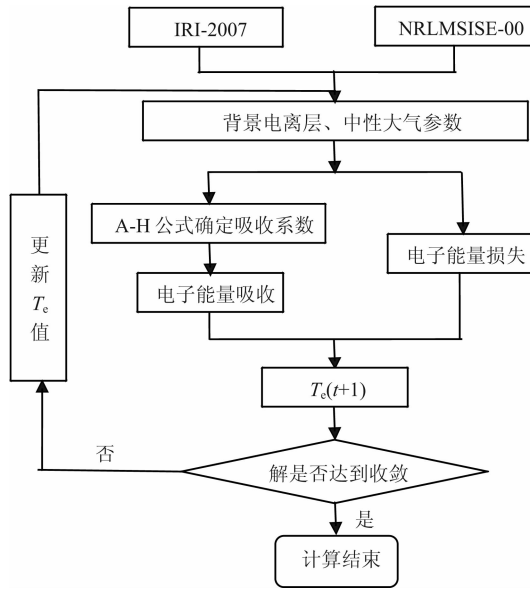 IRI-2007
NRLMSISE-00
背景电离层、中性大气参数
A-H 公式确定吸收系数
电子能量损失
电子能量吸收
更
新
Te
值
Te(t+1)
解是否达到收敛
否
是
计算结束